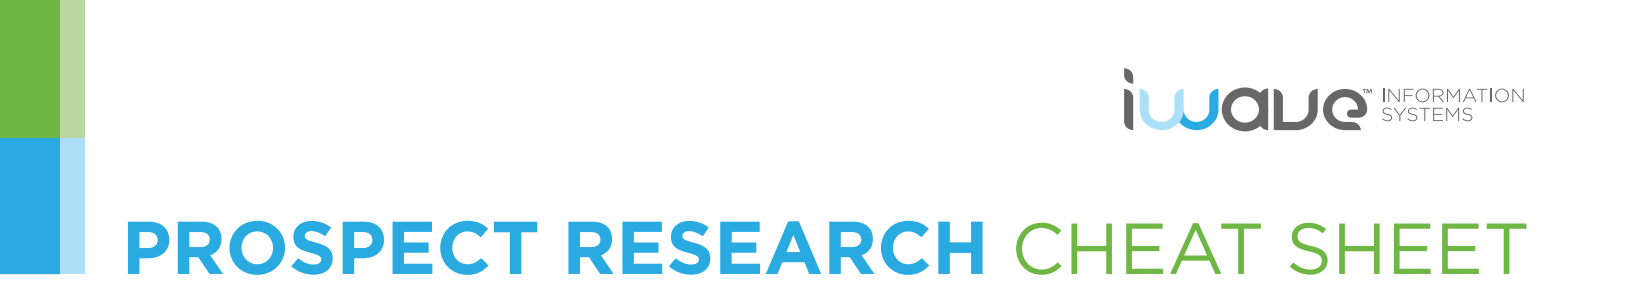 iwave™ INFORMATION
SYSTEMS
PROSPECT RESEARCH CHEAT SHEET